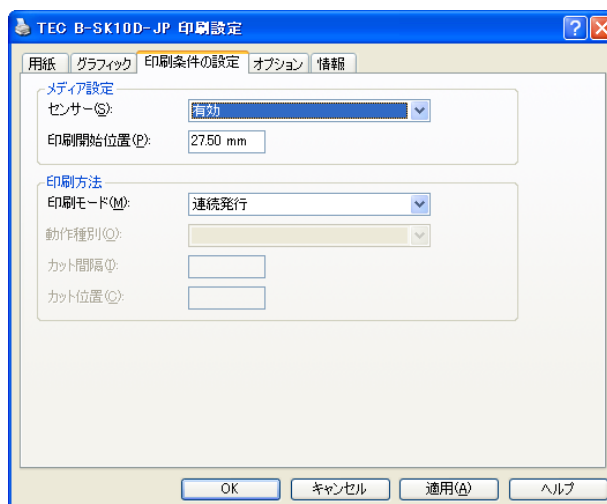 TEC B-SK10D-JP 印刷設定
用紙 グラフィック 印刷条件の設定 オプション 情報
メディア設定
センサー(S): 有効
印刷開始位置(P): 27.50 mm
印刷方法
印刷モード(M): 連続発行
動作種別(O):
カット間隔(I):
カット位置(C):
OK キャンセル 適用(A) ヘルプ